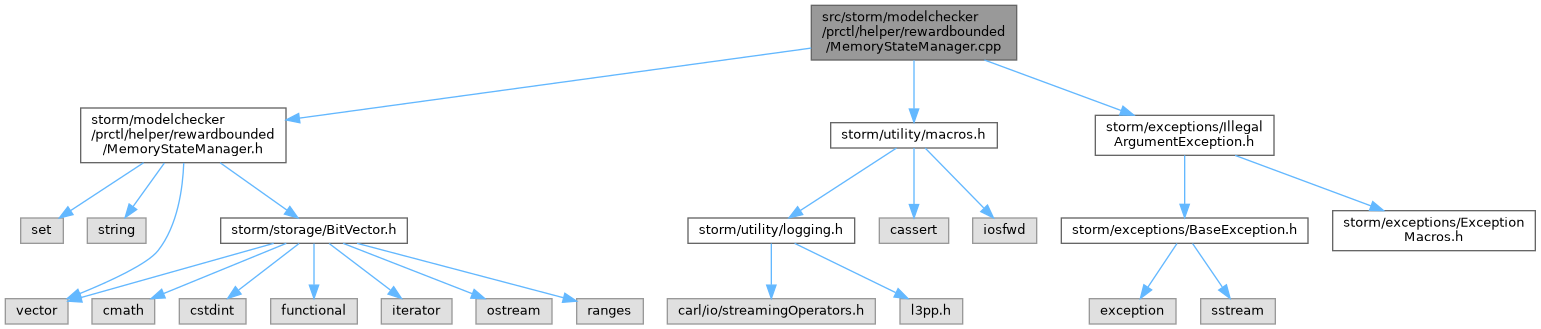 src/storm/modelchecker
/prctl/helper/rewardbounded
/MemoryStateManager.cpp
storm/modelchecker
/prctl/helper/rewardbounded
/MemoryStateManager.h
storm/utility/macros.h
storm/exceptions/Illegal
ArgumentException.h
set
string
storm/storage/BitVector.h
storm/utility/logging.h
cassert
iosfwd
storm/exceptions/BaseException.h
storm/exceptions/Exception
Macros.h
vector
cmath
cstdint
functional
iterator
ostream
ranges
carl/io/streamingOperators.h
l3pp.h
exception
sstream